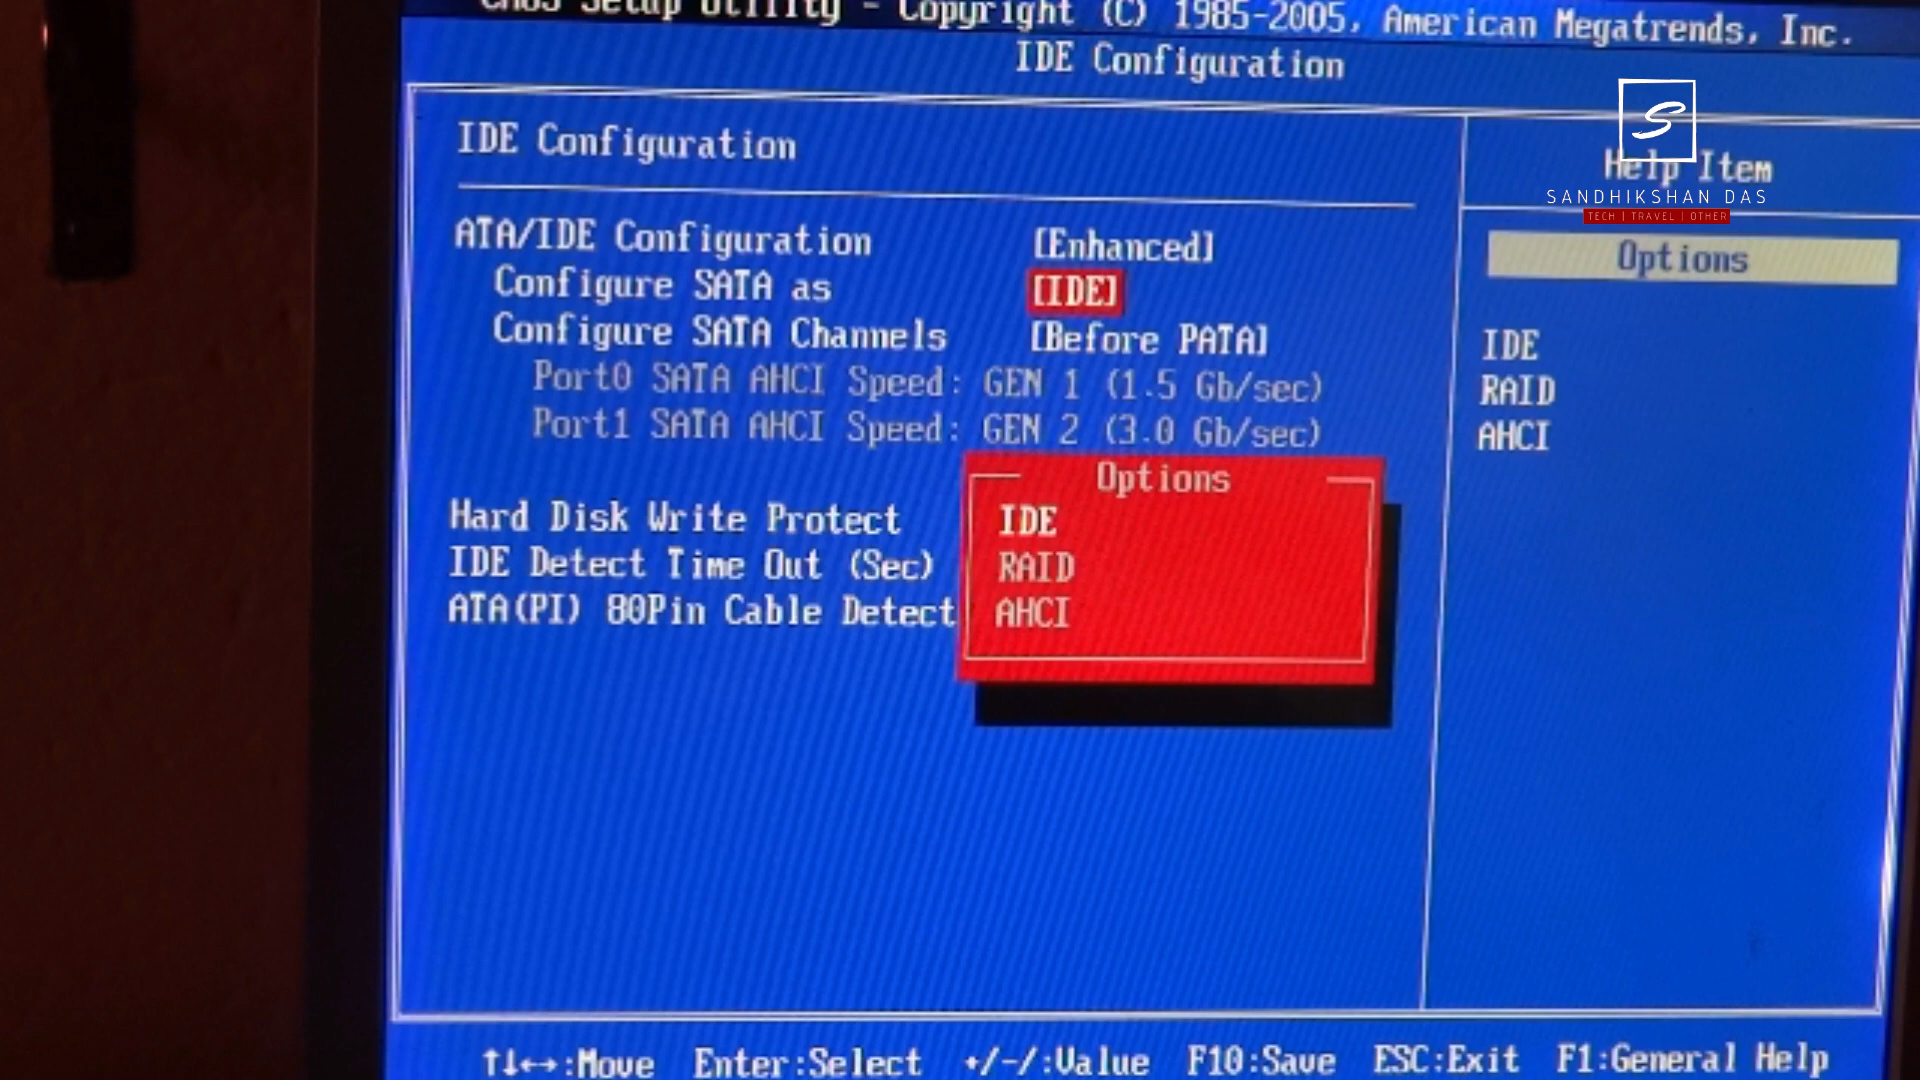 CMOS Setup Utility - Copyright (C) 1985-2005, American Megatrends, Inc.
IDE Configuration
IDE Configuration
ATA/IDE Configuration [Enhanced]
Configure SATA as [IDE]
Configure SATA Channels [Before PATA]
Port0 SATA AHCI Speed: GEN 1 (1.5 Gb/sec)
Port1 SATA AHCI Speed: GEN 2 (3.0 Gb/sec)
Hard Disk Write Protect
IDE Detect Time Out (Sec)
ATA(PI) 80Pin Cable Detect
Options
IDE
RAID
AHCI
Help Item
Options
IDE
RAID
AHCI
S
SANDHIKSHAN DAS
TECH | TRAVEL | OTHER
↑↓←→:Move Enter:Select +/-/:Value F10:Save ESC:Exit F1:General Help